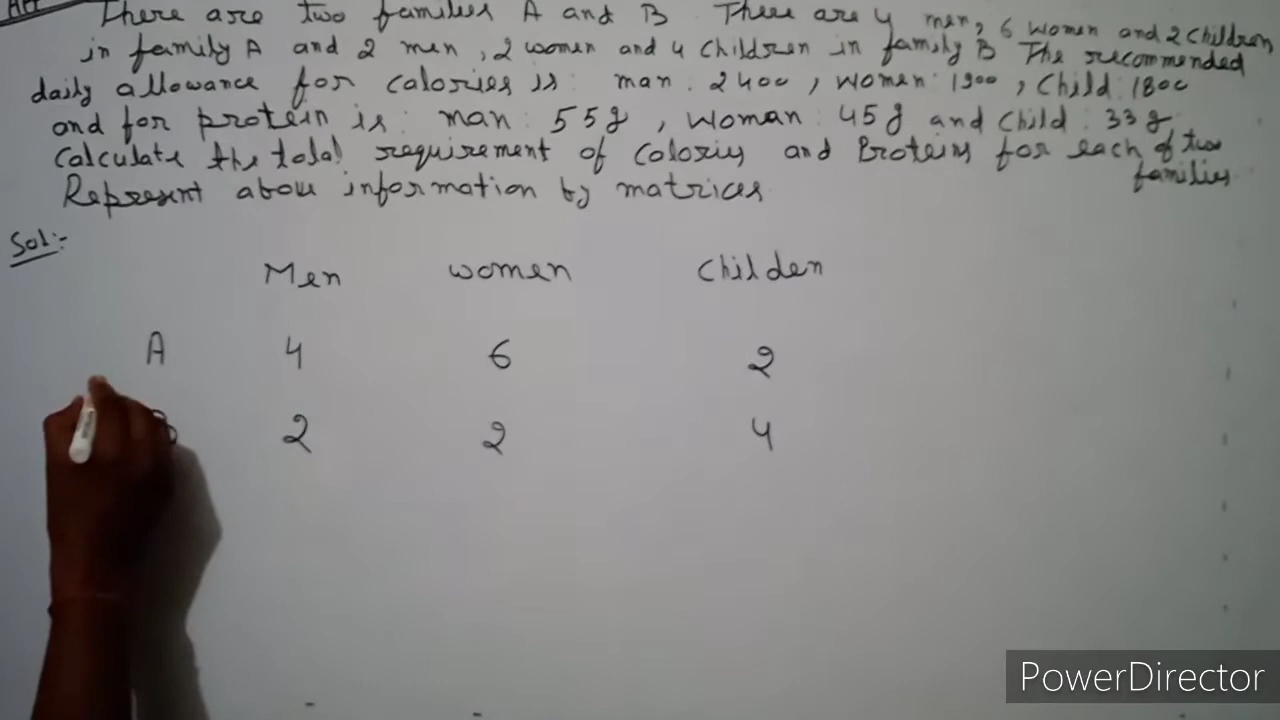 There are two families A and B There are 4 men, 6 women and 2 children
in family A and 2 men, 2 women and 4 children in family B The recommended
daily allowance for calories is: man: 2400, women: 1900, Child: 1800
and for protein is: man: 55g, woman: 45g and child: 33g
Calculate the total requirement of calories and Proteins for each of two families
Represent above information by matrices
Sol:-
Men women Childen
A 4 6 2
2 2 4
PowerDirector